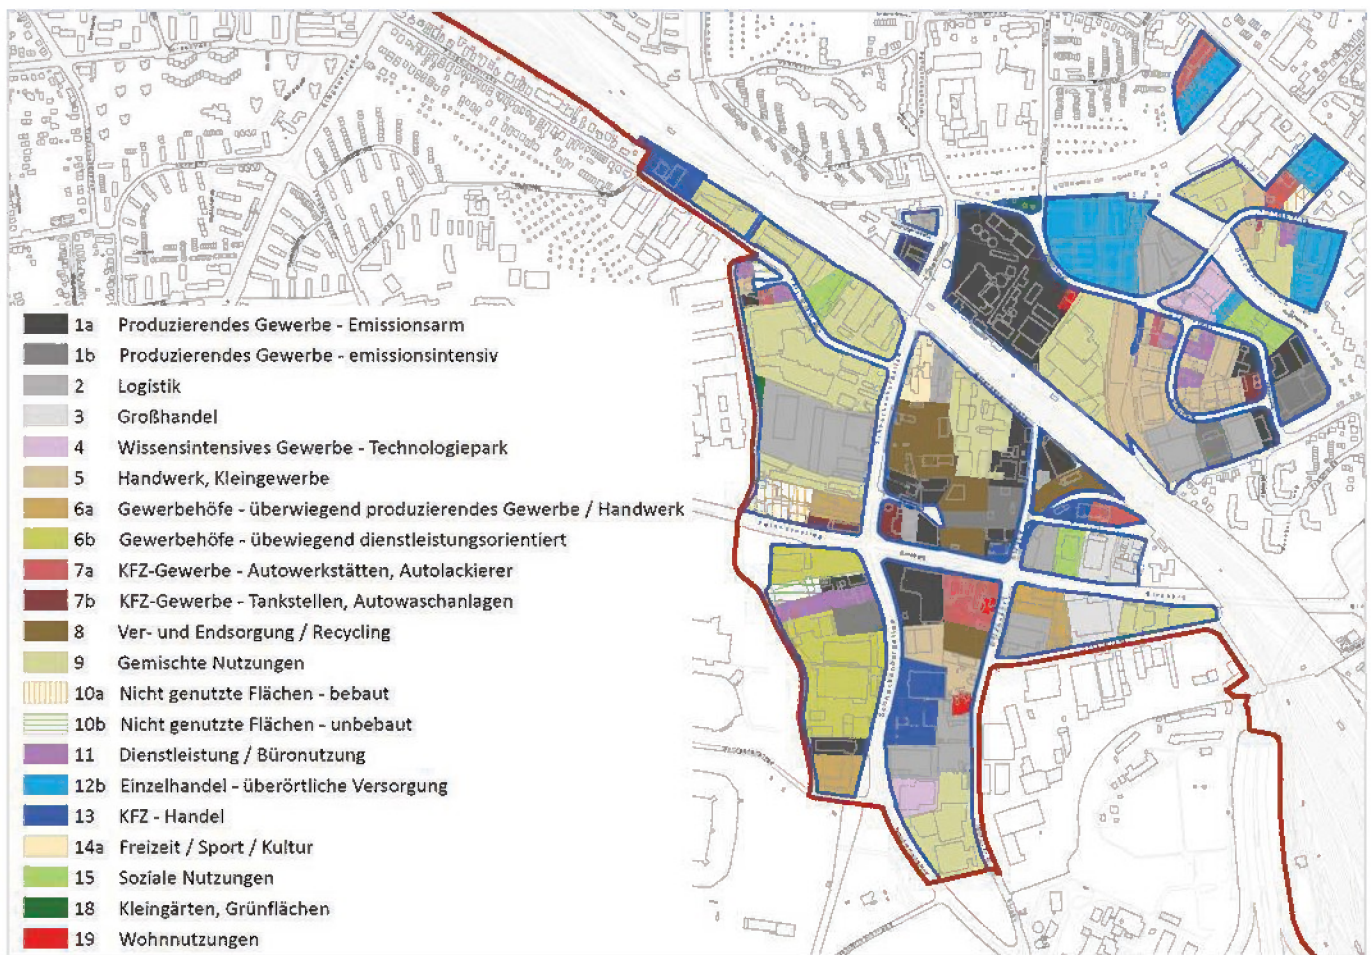 1a Produzierendes Gewerbe - Emissionsarm
1b Produzierendes Gewerbe - emissionsintensiv
2 Logistik
3 Großhandel
4 Wissensintensives Gewerbe - Technologiepark
5 Handwerk, Kleingewerbe
6a Gewerbehöfe - überwiegend produzierendes Gewerbe / Handwerk
6b Gewerbehöfe - übewiegend dienstleistungsorientiert
7a KFZ-Gewerbe - Autowerkstätten, Autolackierer
7b KFZ-Gewerbe - Tankstellen, Autowaschanlagen
8 Ver- und Endsorgung / Recycling
9 Gemischte Nutzungen
10a Nicht genutzte Flächen - bebaut
10b Nicht genutzte Flächen - unbebaut
11 Dienstleistung / Büronutzung
12b Einzelhandel - überörtliche Versorgung
13 KFZ - Handel
14a Freizeit / Sport / Kultur
15 Soziale Nutzungen
18 Kleingärten, Grünflächen
19 Wohnnutzungen